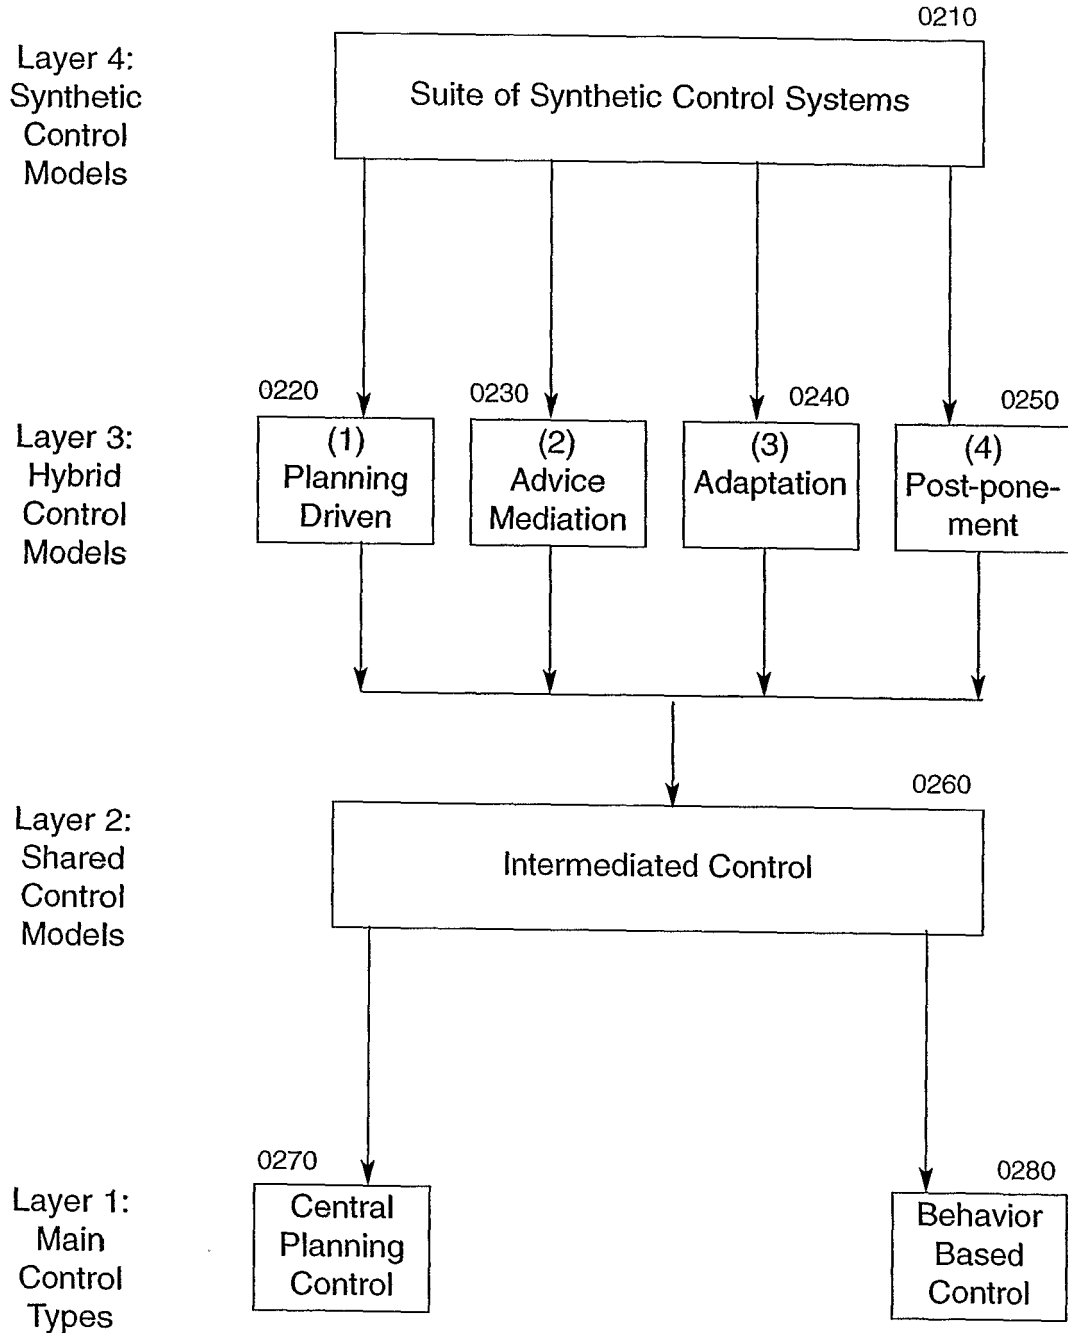 0210
Layer 4:
Synthetic
Control
Models
Suite of Synthetic Control Systems
0220
0230
0240
0250
Layer 3:
Hybrid
Control
Models
(1)
Planning
Driven
(2)
Advice
Mediation
(3)
Adaptation
(4)
Post-pone-
ment
0260
Layer 2:
Shared
Control
Models
Intermediated Control
0270
0280
Layer 1:
Main
Control
Types
Central
Planning
Control
Behavior
Based
Control